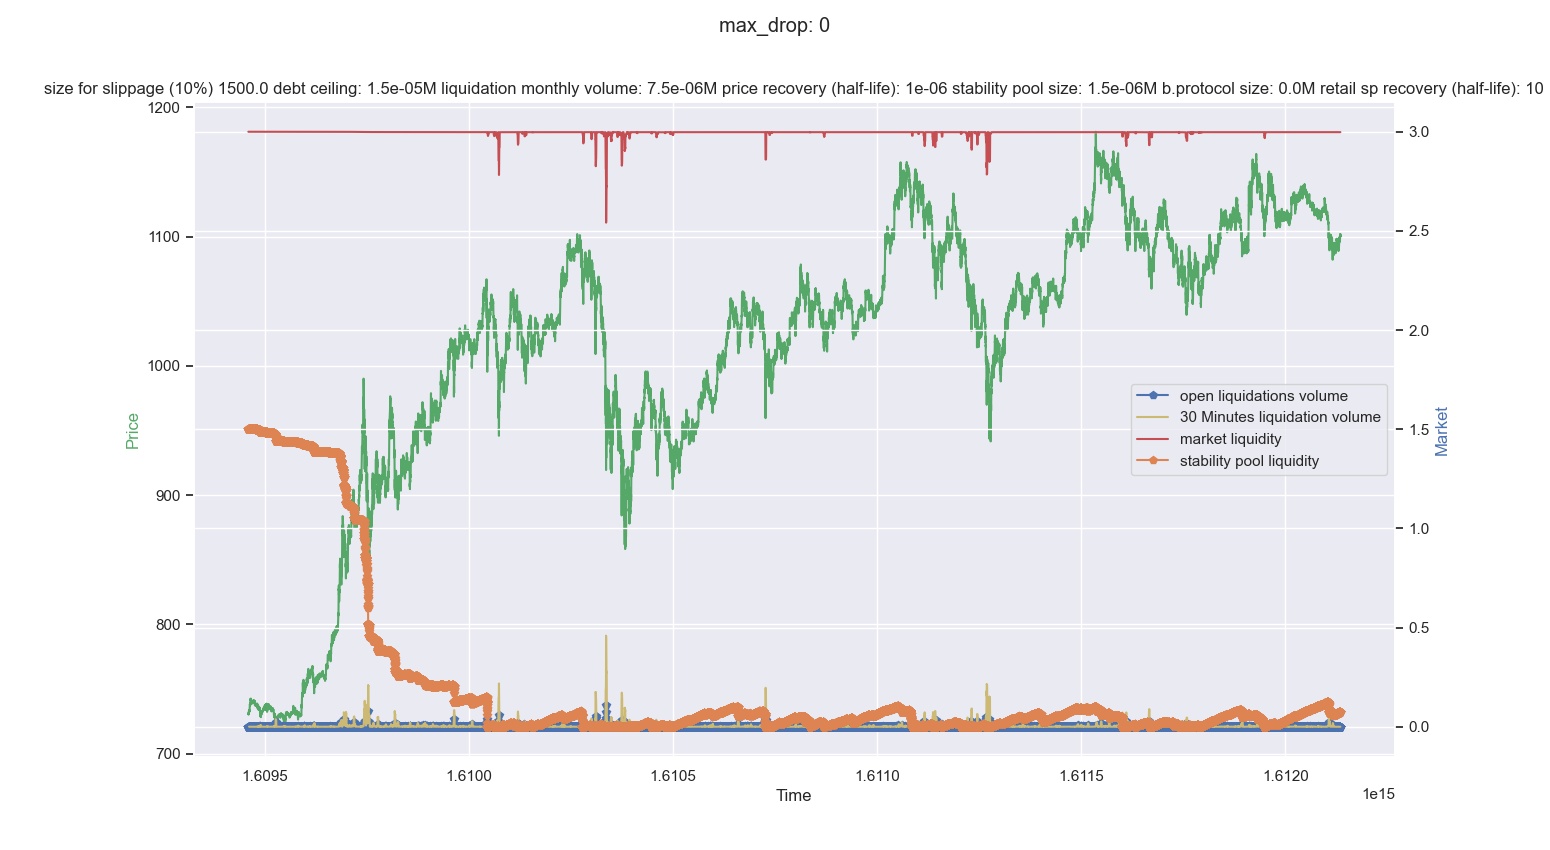 max_drop: 0
size for slippage (10%) 1500.0 debt ceiling: 1.5e-05M liquidation monthly volume: 7.5e-06M price recovery (half-life): 1e-06 stability pool size: 1.5e-06M b.protocol size: 0.0M retail sp recovery (half-life): 10
1200
1100
1000
900
800
700
Price
3.0
2.5
2.0
1.5
1.0
0.5
0.0
Market
open liquidations volume
30 Minutes liquidation volume
market liquidity
stability pool liquidity
1.6095
1.6100
1.6105
1.6110
1.6115
1.6120
1e15
Time